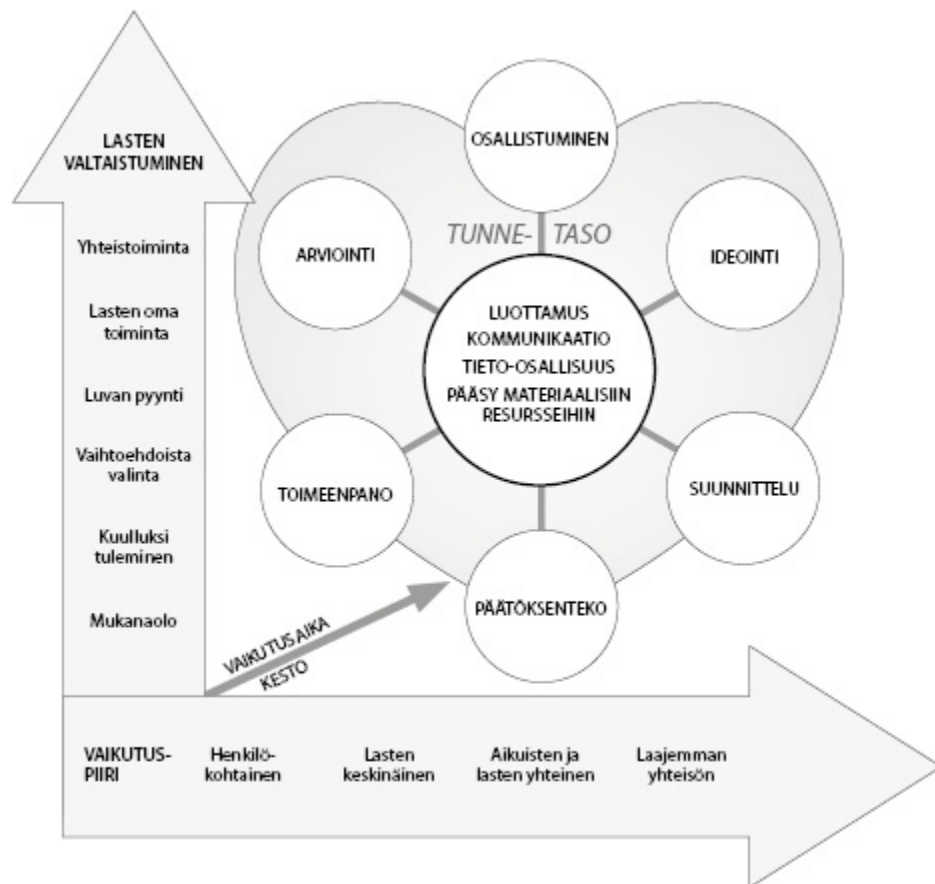 LASTEN
VALTAISTUMINEN
Yhteistoiminta
Lasten oma
toiminta
Luvan pyynti
Vaihtoehdoista
valinta
Kuulluksi
tuleminen
Mukanaolo
OSALLISTUMINEN
TUNNE- TASO
ARVIOINTI
IDEOINTI
LUOTTAMUS
KOMMUNIKAATIO
TIETO-OSALLISUUS
PÄÄSY MATERIAALISIIN
RESURSSEIHIN
TOIMEENPANO
SUUNNITTELU
PÄÄTÖKSENTEKO
VAIKUTUSAIKA
KESTO
VAIKUTUS-
PIIRI
Henkilö-
kohtainen
Lasten
keskinäinen
Aikuisten ja
lasten yhteinen
Laajemman
yhteisön